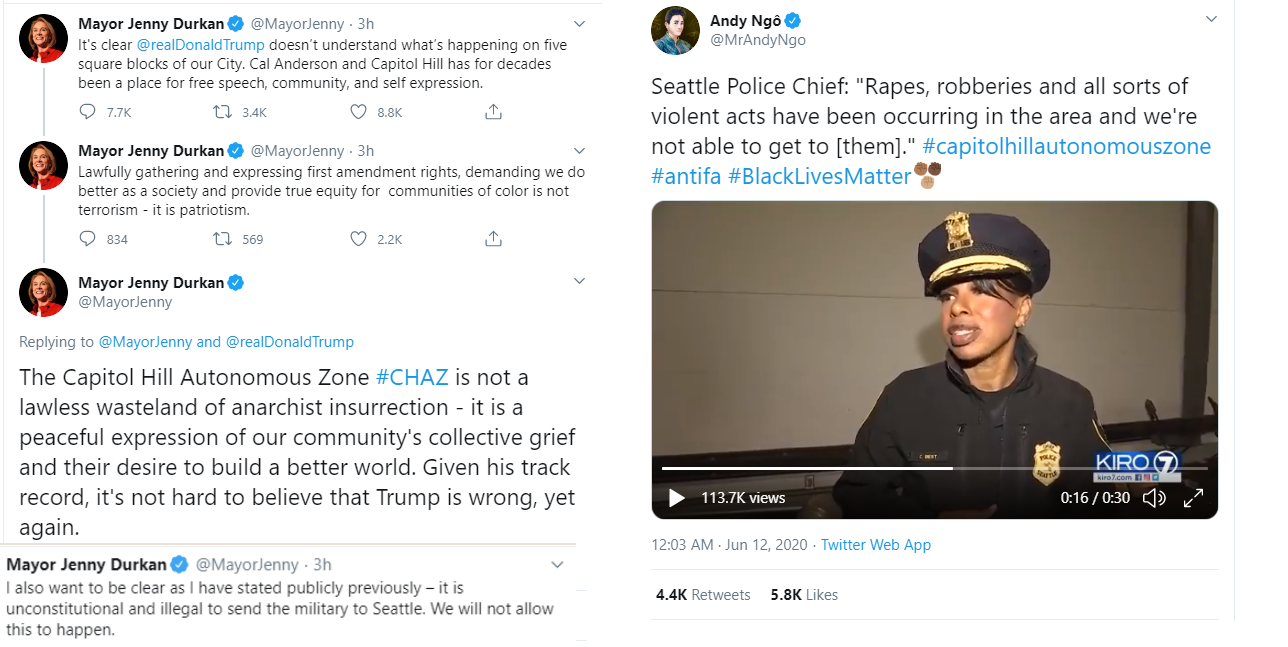 Mayor Jenny Durkan @MayorJenny · 3h
It's clear @realDonaldTrump doesn't understand what's happening on five
square blocks of our City. Cal Anderson and Capitol Hill has for decades
been a place for free speech, community, and self expression.
7.7K 3.4K 8.8K
Mayor Jenny Durkan @MayorJenny · 3h
Lawfully gathering and expressing first amendment rights, demanding we do
better as a society and provide true equity for communities of color is not
terrorism - it is patriotism.
834 569 2.2K
Mayor Jenny Durkan
@MayorJenny
Replying to @MayorJenny and @realDonaldTrump
The Capitol Hill Autonomous Zone #CHAZ is not a
lawless wasteland of anarchist insurrection - it is a
peaceful expression of our community's collective grief
and their desire to build a better world. Given his track
record, it's not hard to believe that Trump is wrong, yet
again.
Mayor Jenny Durkan @MayorJenny · 3h
I also want to be clear as I have stated publicly previously – it is
unconstitutional and illegal to send the military to Seattle. We will not allow
this to happen.
Andy Ngô
@MrAndyNgo
Seattle Police Chief: "Rapes, robberies and all sorts of
violent acts have been occurring in the area and we're
not able to get to [them]." #capitolhillautonomouszone
#antifa #BlackLivesMatter
C BEST
POLICE
SEATTLE
KIRO 7
kiro7.com
113.7K views 0:16 / 0:30
12:03 AM · Jun 12, 2020 · Twitter Web App
4.4K Retweets 5.8K Likes